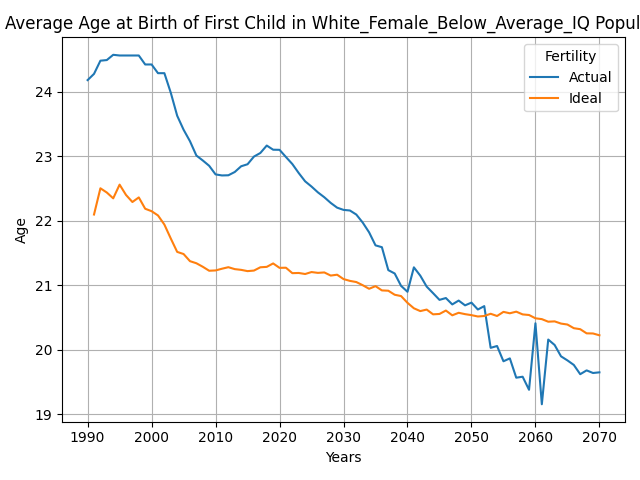 Average Age at Birth of First Child in White_Female_Below_Average_IQ Popul
Fertility
Actual
Ideal
Age
24
23
22
21
20
19
1990 2000 2010 2020 2030 2040 2050 2060 2070
Years